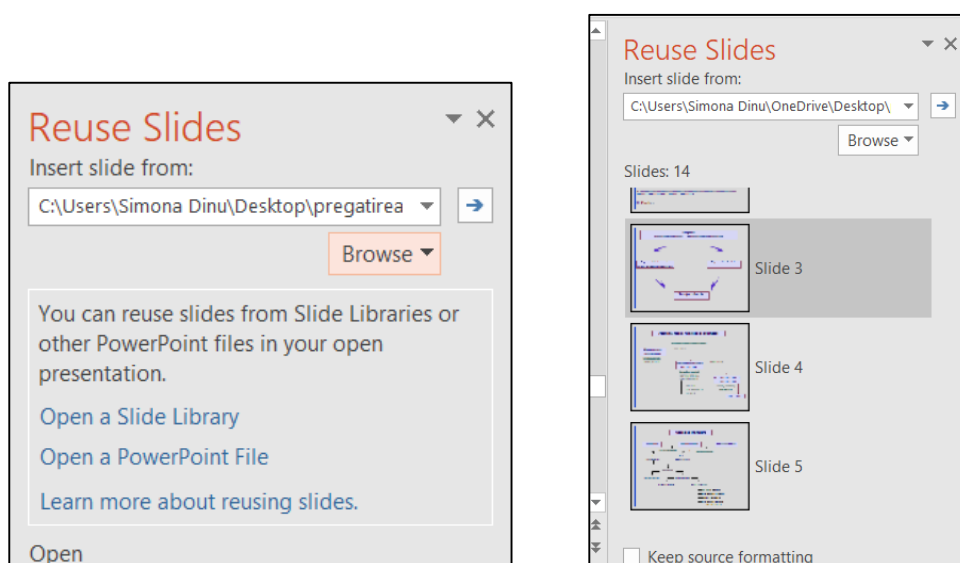 Reuse Slides
Insert slide from:
C:\Users\Simona Dinu\Desktop\pregatirea
Browse
You can reuse slides from Slide Libraries or
other PowerPoint files in your open
presentation.
Open a Slide Library
Open a PowerPoint File
Learn more about reusing slides.
Open
Reuse Slides
Insert slide from:
C:\Users\Simona Dinu\OneDrive\Desktop\
Browse
Slides: 14
Slide 3
Slide 4
Slide 5
Keep source formatting